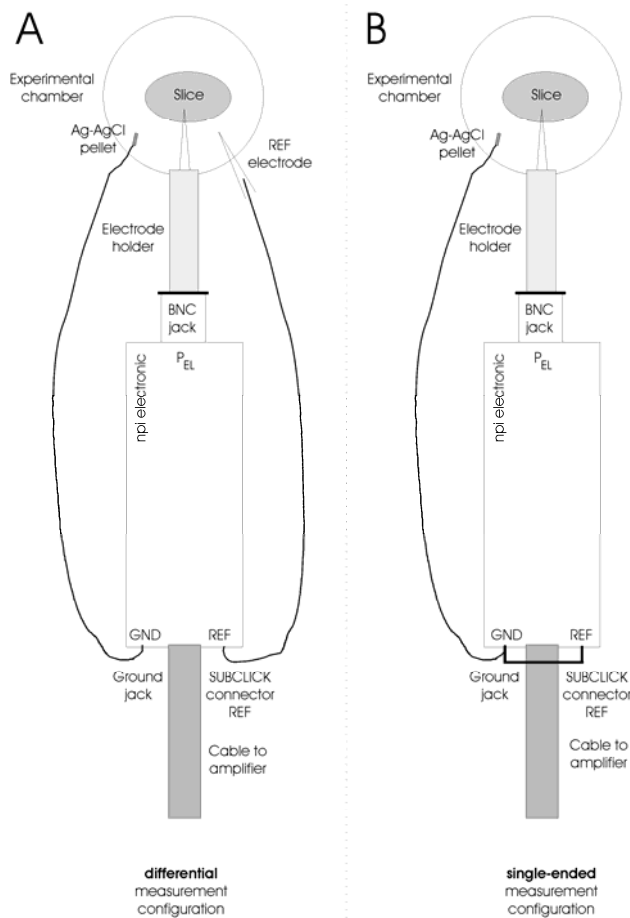 A
Experimental
chamber
Slice
Ag-AgCl
pellet
REF
electrode
Electrode
holder
BNC
jack
P_EL
npi electronic
GND
REF
Ground
jack
SUBCLICK
connector
REF
Cable to
amplifier
differential
measurement
configuration
B
Experimental
chamber
Slice
Ag-AgCl
pellet
Electrode
holder
BNC
jack
P_EL
npi electronic
GND
REF
Ground
jack
SUBCLICK
connector
REF
Cable to
amplifier
single-ended
measurement
configuration